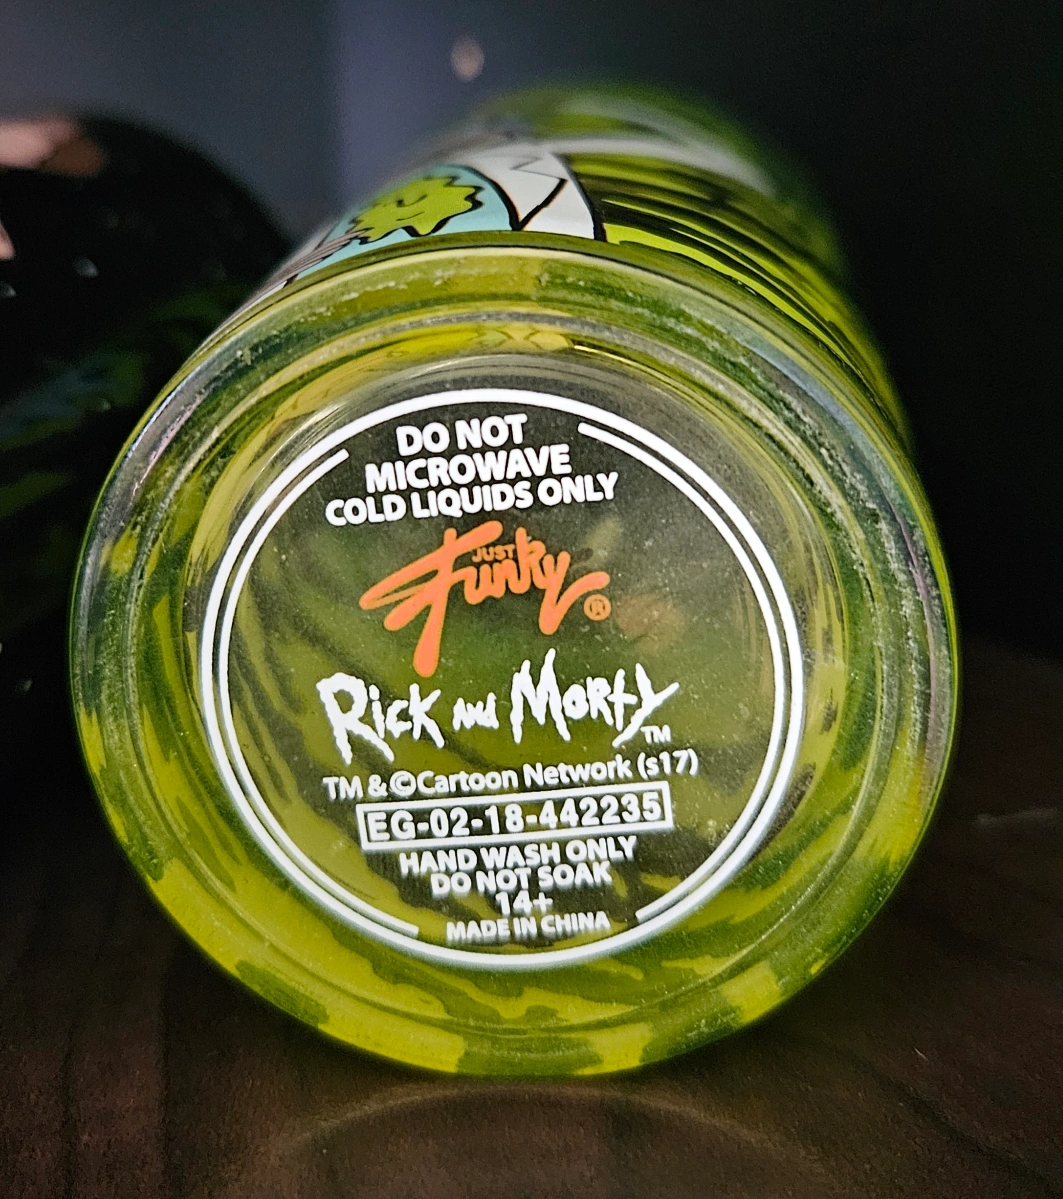 DO NOT
MICROWAVE
COLD LIQUIDS ONLY
JUST
Funky®
Rick and Morty™
TM & ©Cartoon Network (s17)
EG-02-18-442235
HAND WASH ONLY
DO NOT SOAK
14+
MADE IN CHINA